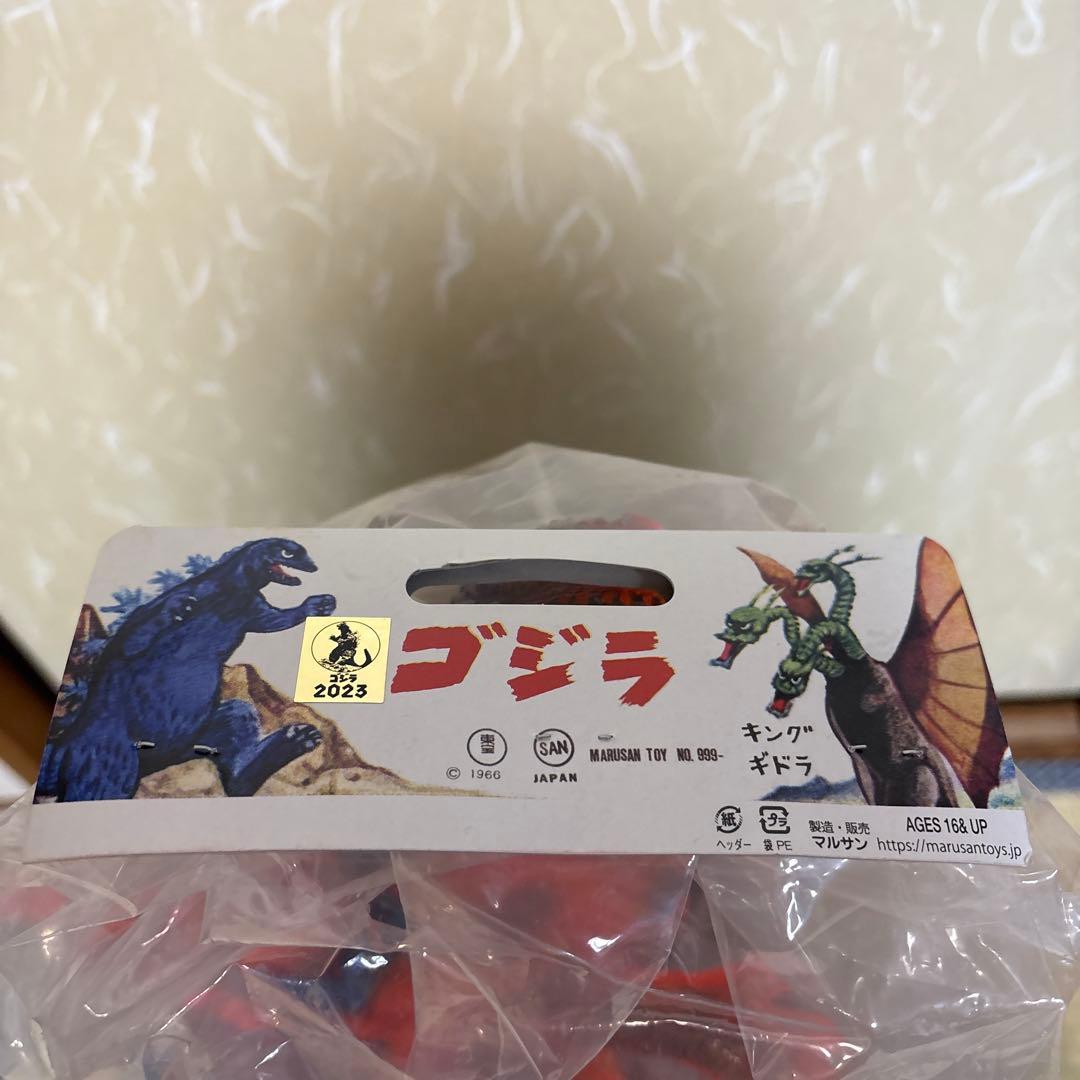 ゴジラ
2023
ゴジラ
東宝
© 1966
SAN
JAPAN
MARUSAN TOY NO. 999-
キング
ギドラ
紙
ヘッダー
プラ
袋 PE
製造・販売
マルサン
AGES 16& UP
https://marusantoys.jp